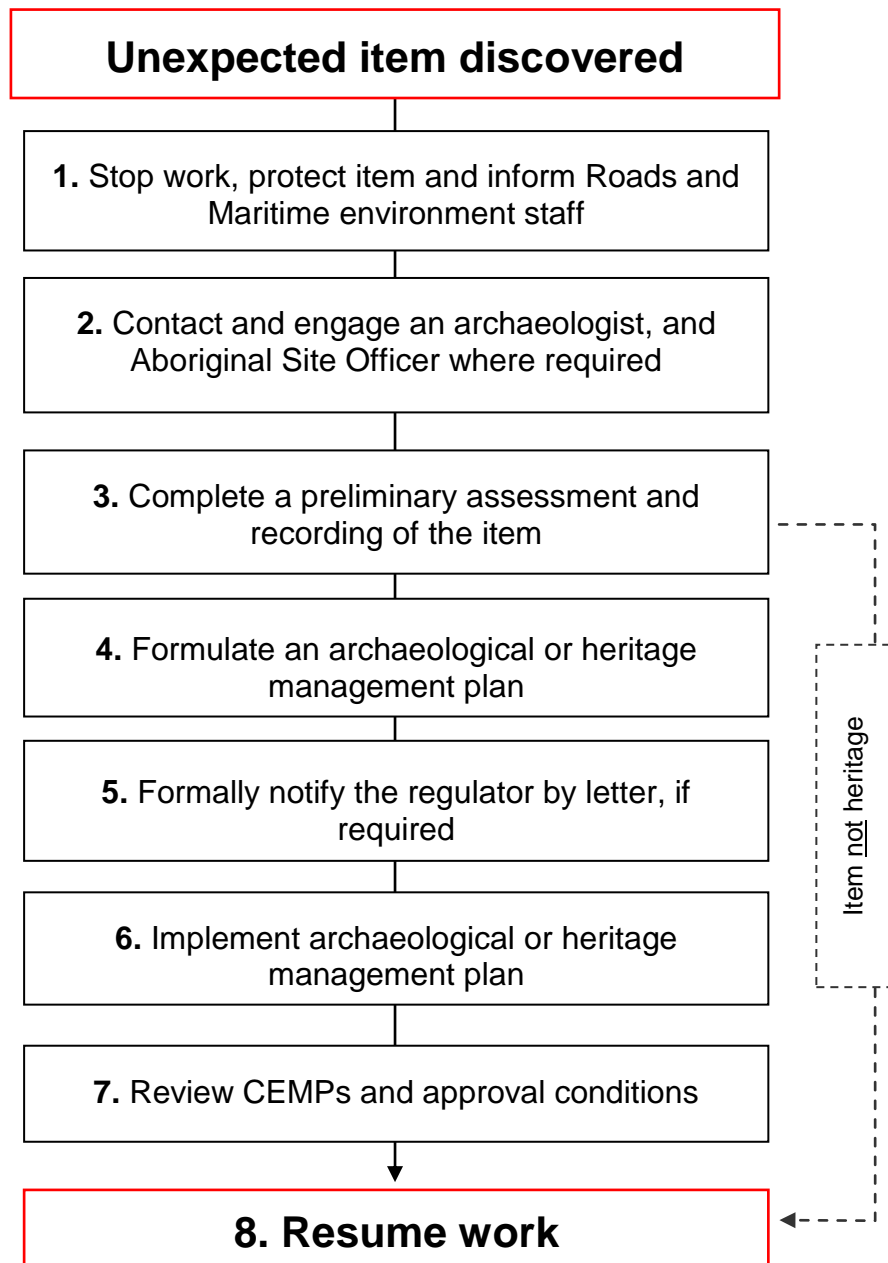 Unexpected item discovered
1. Stop work, protect item and inform Roads and
Maritime environment staff
2. Contact and engage an archaeologist, and
Aboriginal Site Officer where required
3. Complete a preliminary assessment and
recording of the item
4. Formulate an archaeological or heritage
management plan
5. Formally notify the regulator by letter, if
required
6. Implement archaeological or heritage
management plan
7. Review CEMPs and approval conditions
8. Resume work
Item not heritage